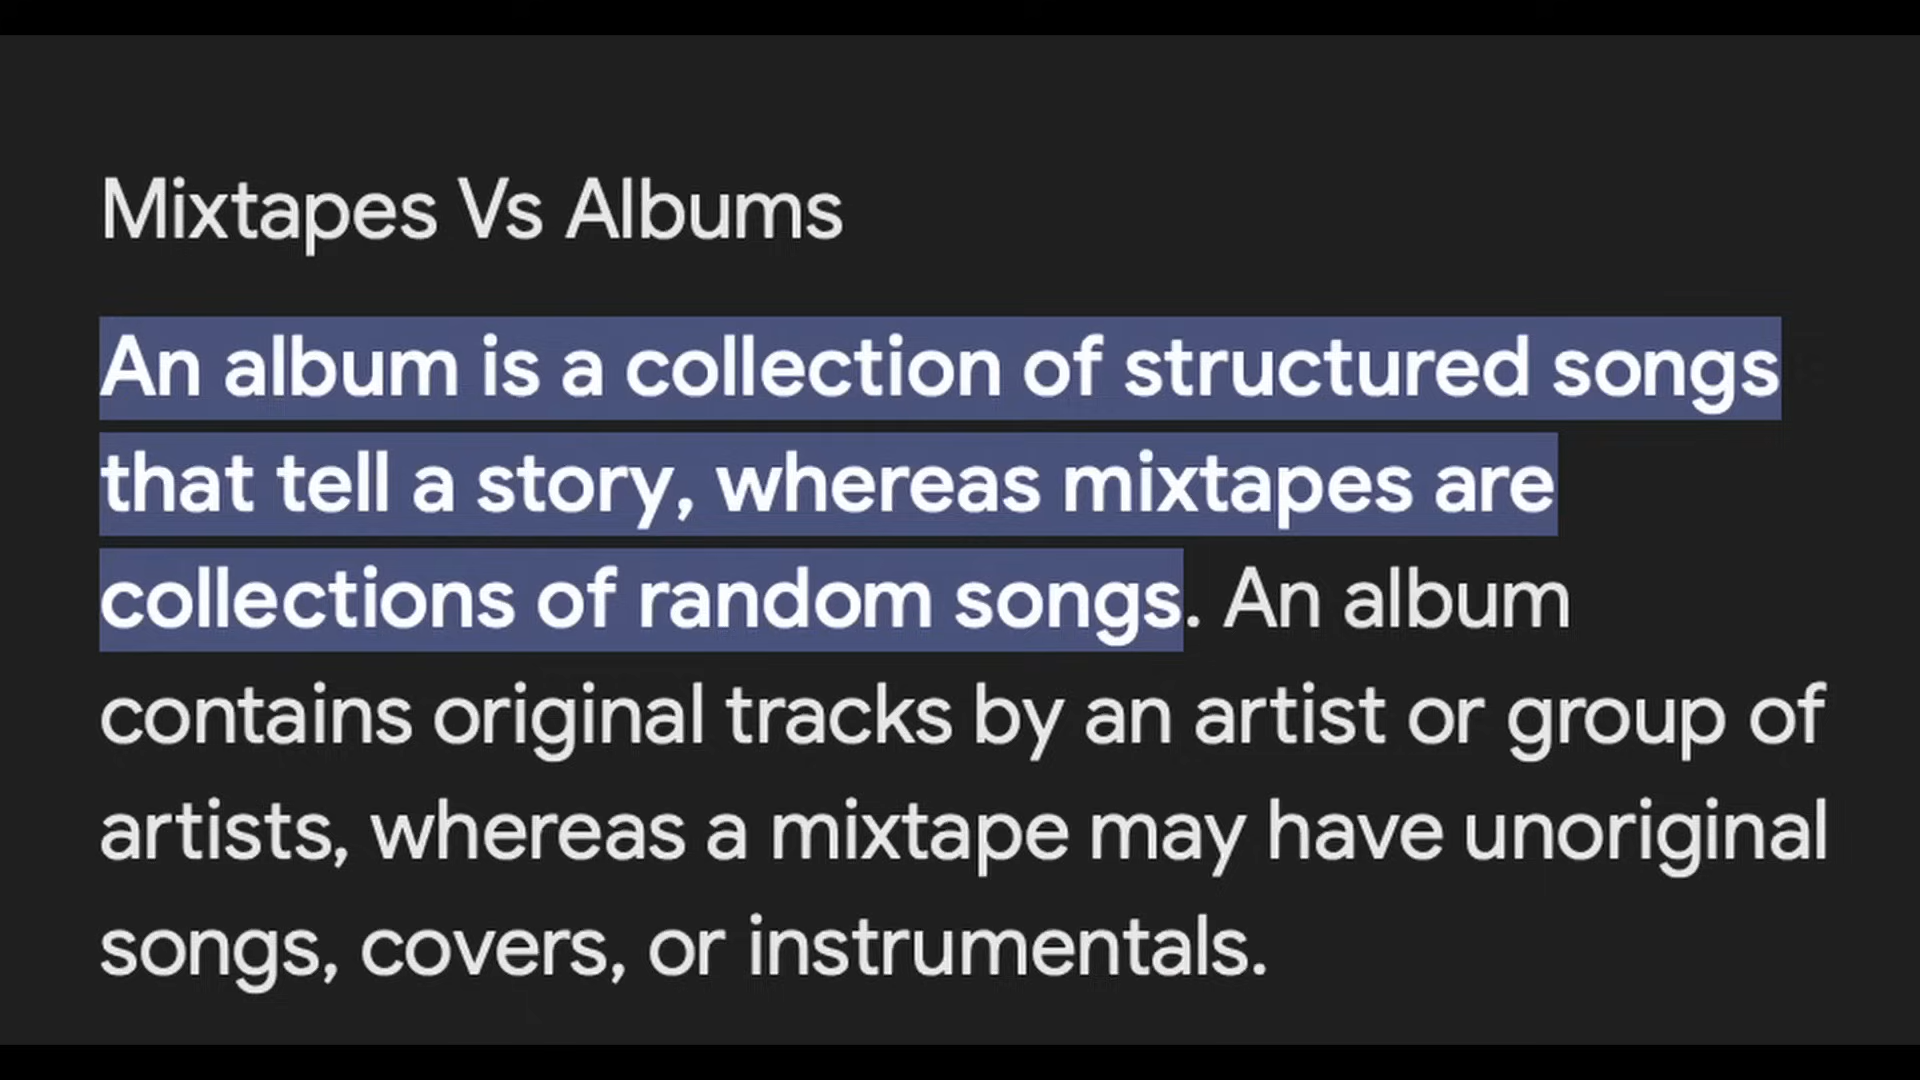 Mixtapes Vs Albums
An album is a collection of structured songs
that tell a story, whereas mixtapes are
collections of random songs. An album
contains original tracks by an artist or group of
artists, whereas a mixtape may have unoriginal
songs, covers, or instrumentals.